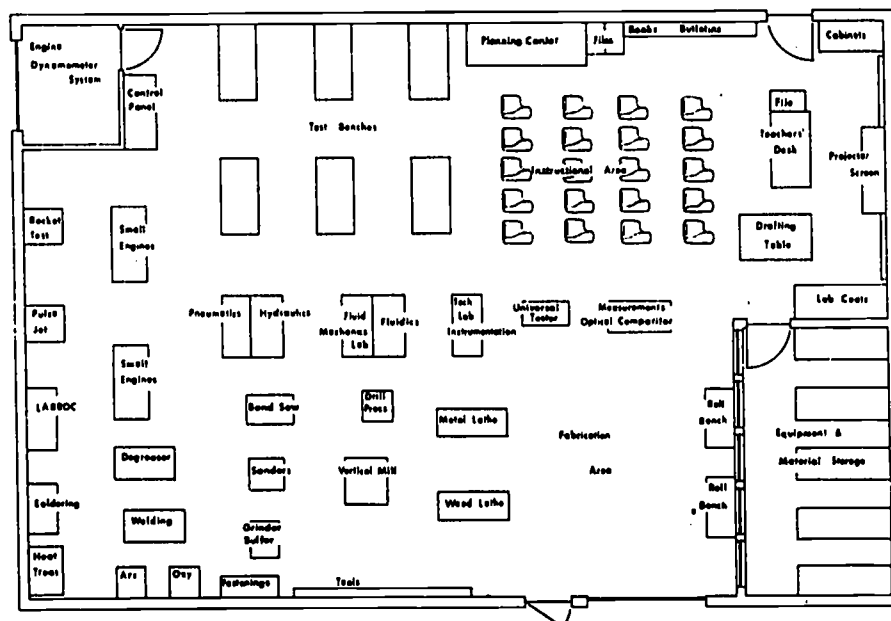 Engine
Dynamometer
System
Control
Panel
Planning Center
Files
Books Bulletins
Cabinets
Test Benches
File
Teachers'
Desk
Projector
Screen
Instructional Area
Rocket
Test
Small
Engines
Drafting
Table
Lab Coats
Pulse
Jet
Pneumatics
Hydraulics
Fluid
Mechanics
Lab
Fluidics
Tech
Lab
Instrumentation
Universal
Tester
Measurements
Optical Comparitor
Small
Engines
Band Saw
Drill
Press
Metal Lathe
Fabrication
Area
Roll
Bench
Equipment &
Material Storage
Degreaser
Sanders
Vertical Mill
Wood Lathe
Roll
Bench
Soldering
Welding
Grinder
Buffer
Heat
Treat
Arc
Oxy
Fastenings
Tools